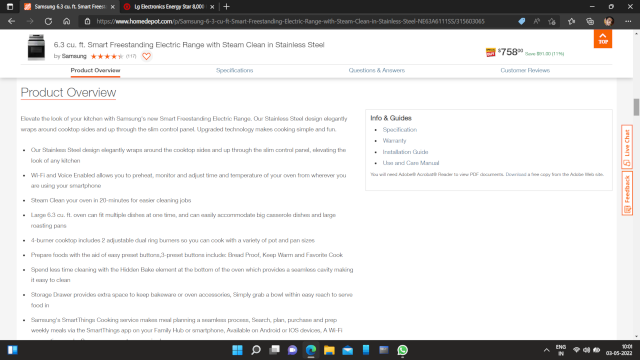 Samsung 6.3 cu. ft. Smart Freest
Lg Electronics Energy Star 8,000
https://www.homedepot.com/p/Samsung-6-3-cu-ft-Smart-Freestanding-Electric-Range-with-Steam-Clean-in-Stainless-Steel-NE63A6111SS/315603065
6.3 cu. ft. Smart Freestanding Electric Range with Steam Clean in Stainless Steel
by Samsung (117)
$758.00 Save $91.00 (11%)
TOP
Product Overview
Specifications
Questions & Answers
Customer Reviews
Product Overview
Elevate the look of your kitchen with Samsung's new Smart Freestanding Electric Range. Our Stainless Steel design elegantly
wraps around cooktop sides and up through the slim control panel. Upgraded technology makes cooking simple and fun.
Our Stainless Steel design elegantly wraps around the cooktop sides and up through the slim control panel, elevating the
look of any kitchen
Wi-Fi and Voice Enabled allows you to preheat, monitor and adjust time and temperature of your oven from wherever you
are using your smartphone
Steam Clean your oven in 20-minutes for easier cleaning jobs
Large 6.3 cu. ft. oven can fit multiple dishes at one time, and can easily accommodate big casserole dishes and large
roasting pans
4-burner cooktop includes 2 adjustable dual ring burners so you can cook with a variety of pot and pan sizes
Prepare foods with the aid of easy preset buttons,3-preset buttons include: Bread Proof, Keep Warm and Favorite Cook
Spend less time cleaning with the Hidden Bake element at the bottom of the oven which provides a seamless cavity making
it easy to clean
Storage Drawer provides extra space to keep bakeware or oven accessories, Simply grab a bowl within easy reach to serve
food in
Samsung's SmartThings Cooking service makes meal planning a seamless process, Search, plan, purchase and prep
weekly meals via the SmartThings app on your Family Hub or smartphone, Available on Android or IOS devices, A Wi-Fi
Info & Guides
Specification
Warranty
Installation Guide
Use and Care Manual
You will need Adobe® Acrobat® Reader to view PDF documents. Download a free copy from the Adobe Web site.
Live Chat
Feedback
ENG
IN
10:01
03-05-2022